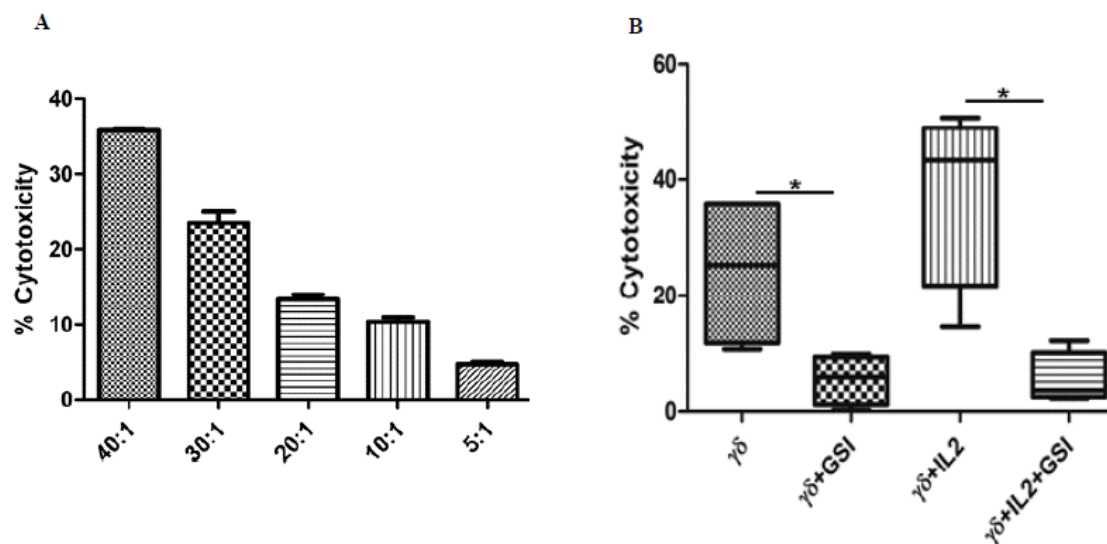 A
% Cytotoxicity
40
30
20
10
0
40:1
30:1
20:1
10:1
5:1
B
% Cytotoxicity
60
40
20
0
*
*
γδ
γδ+GSI
γδ+IL2
γδ+IL2+GSI